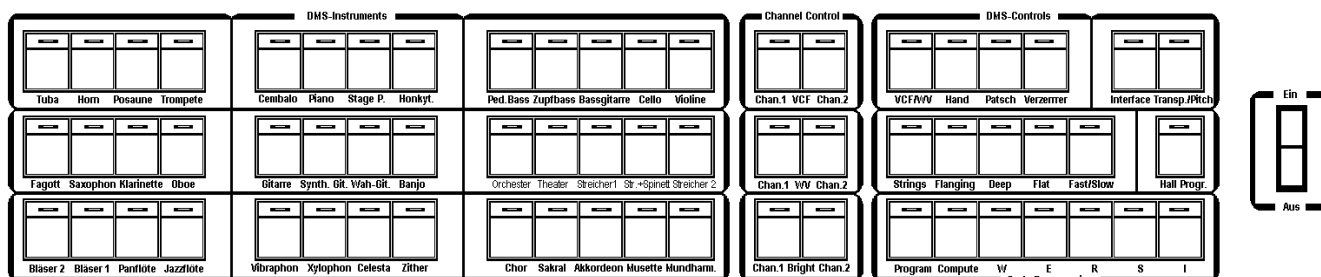 DMS-Instruments Channel Control DMS-Controls
Ein
Tuba Horn Posaune Trompete Cembalo Piano Stage P. Honkyt. Ped.Bass Zupfbass Bassgitarre Cello Violine Chan.1 VCF Chan.2 VCF/WV Hand Patsch Verzerrrer Interface Transp./Pitch
Fagott Saxophon Klarinette Oboe Gitarre Synth. Git. Wah-Git. Banjo Orchester Theater Streicher1 Str.+Spinett Streicher 2 Chan.1 WV Chan.2 Strings Flanging Deep Flat Fast/Slow Hall Progr.
Aus
Bläser 2 Bläser 1 Panflöte Jazzflöte Vibraphon Xylophon Celesta Zither Chor Sakral Akkordeon Musette Mundharm. Chan.1 Bright Chan.2 Program Compute W E R S I